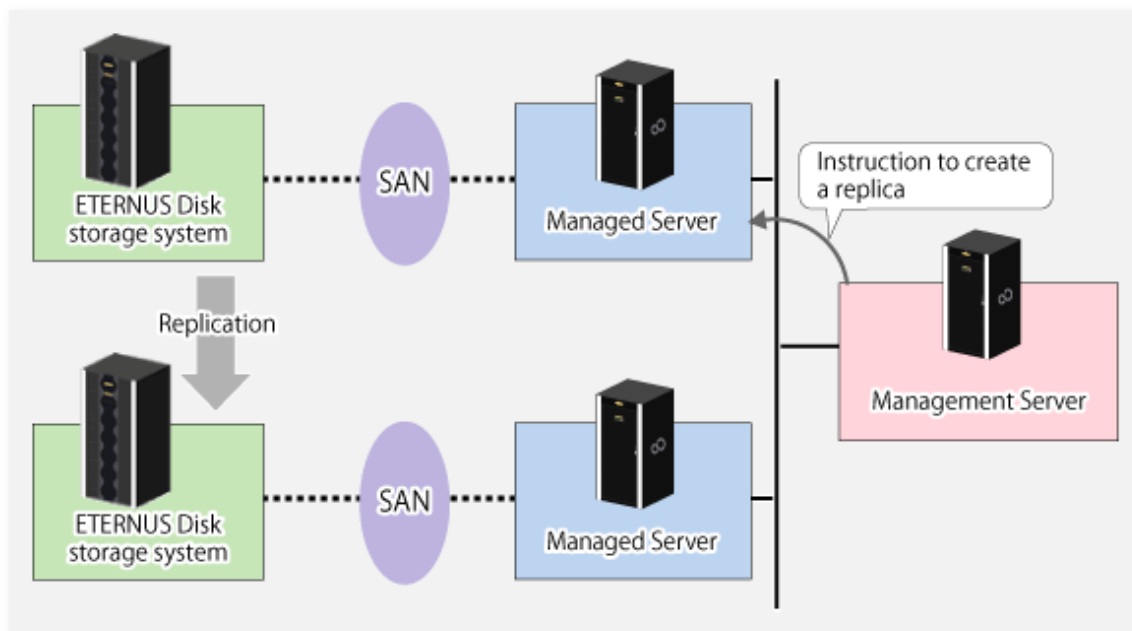 ETERNUS Disk
storage system
SAN
Managed Server
Instruction to create
a replica
Replication
Management Server
ETERNUS Disk
storage system
SAN
Managed Server